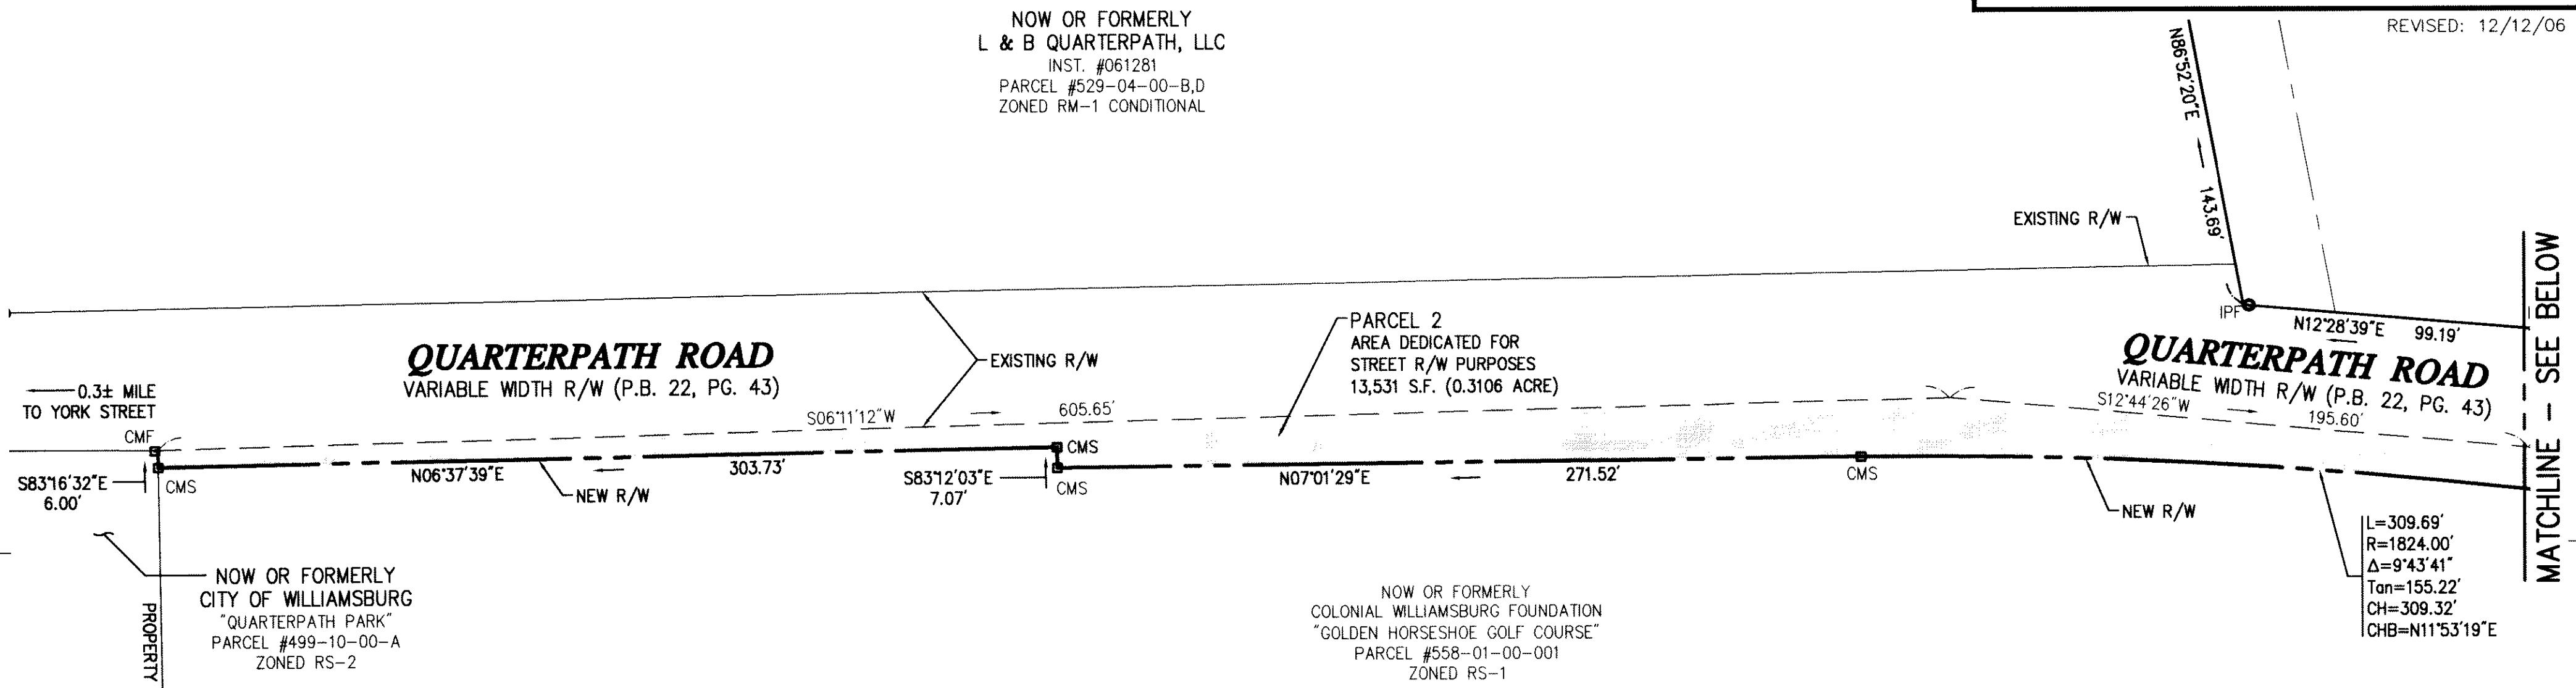 REVISED: 12/12/06
NOW OR FORMERLY
L & B QUARTERPATH, LLC
INST. #061281
PARCEL #529-04-00-B,D
ZONED RM-1 CONDITIONAL
N86°52'20"E
143.69'
EXISTING R/W
IPF
N12°28'39"E 99.19'
QUARTERPATH ROAD
VARIABLE WIDTH R/W (P.B. 22, PG. 43)
S12°44'26"W
195.60'
MATCHLINE - SEE BELOW
PARCEL 2
AREA DEDICATED FOR
STREET R/W PURPOSES
13,531 S.F. (0.3106 ACRE)
EXISTING R/W
QUARTERPATH ROAD
VARIABLE WIDTH R/W (P.B. 22, PG. 43)
0.3± MILE
TO YORK STREET
S06°11'12"W
605.65'
CMF
CMS
S83°16'32"E
6.00'
CMS
N06°37'39"E
303.73'
NEW R/W
S83°12'03"E
7.07'
CMS
N07°01'29"E
271.52'
CMS
NEW R/W
L=309.69'
R=1824.00'
Δ=9°43'41"
Tan=155.22'
CH=309.32'
CHB=N11°53'19"E
NOW OR FORMERLY
CITY OF WILLIAMSBURG
"QUARTERPATH PARK"
PARCEL #499-10-00-A
ZONED RS-2
PROPERTY
NOW OR FORMERLY
COLONIAL WILLIAMSBURG FOUNDATION
"GOLDEN HORSESHOE GOLF COURSE"
PARCEL #558-01-00-001
ZONED RS-1